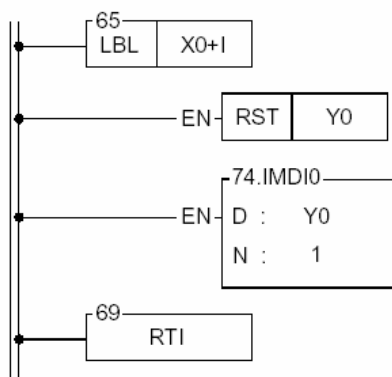 65
LBL X0+I
EN RST Y0
74.IMDI0
EN D : Y0
N : 1
69
RTI